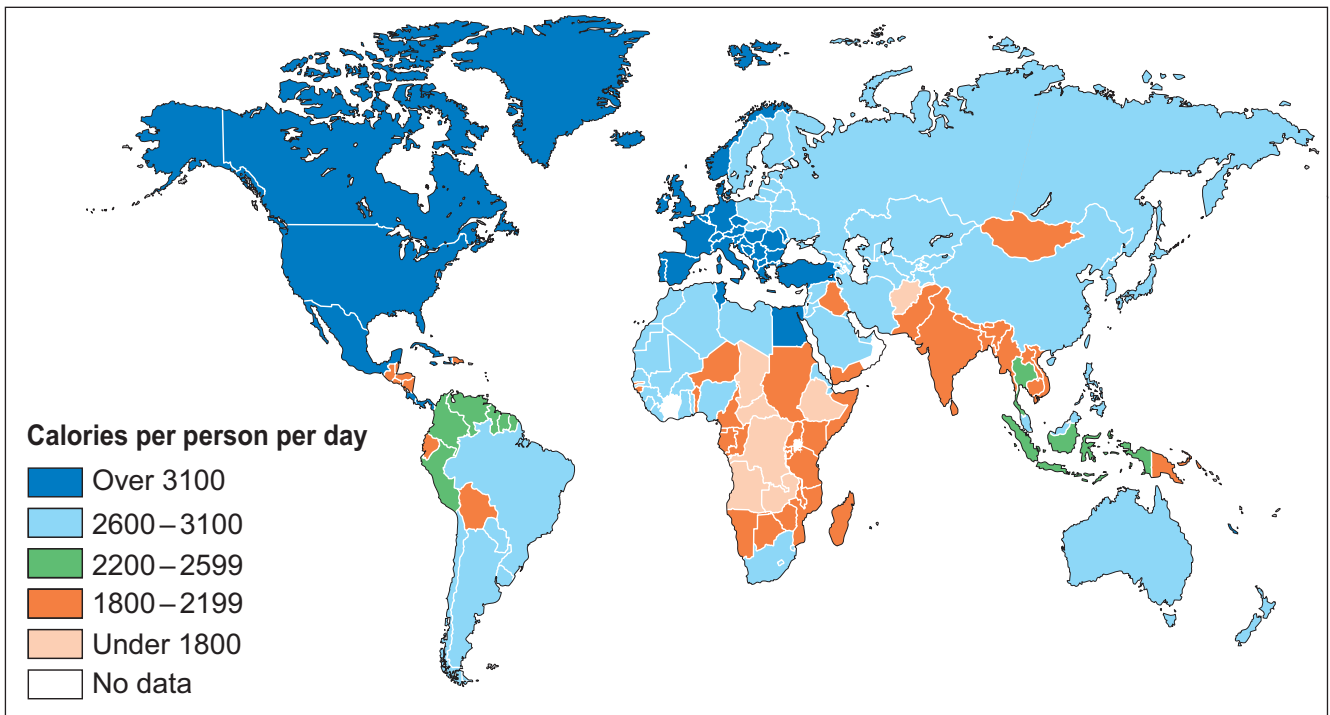 Calories per person per day
Over 3100
2600 – 3100
2200 – 2599
1800 – 2199
Under 1800
No data